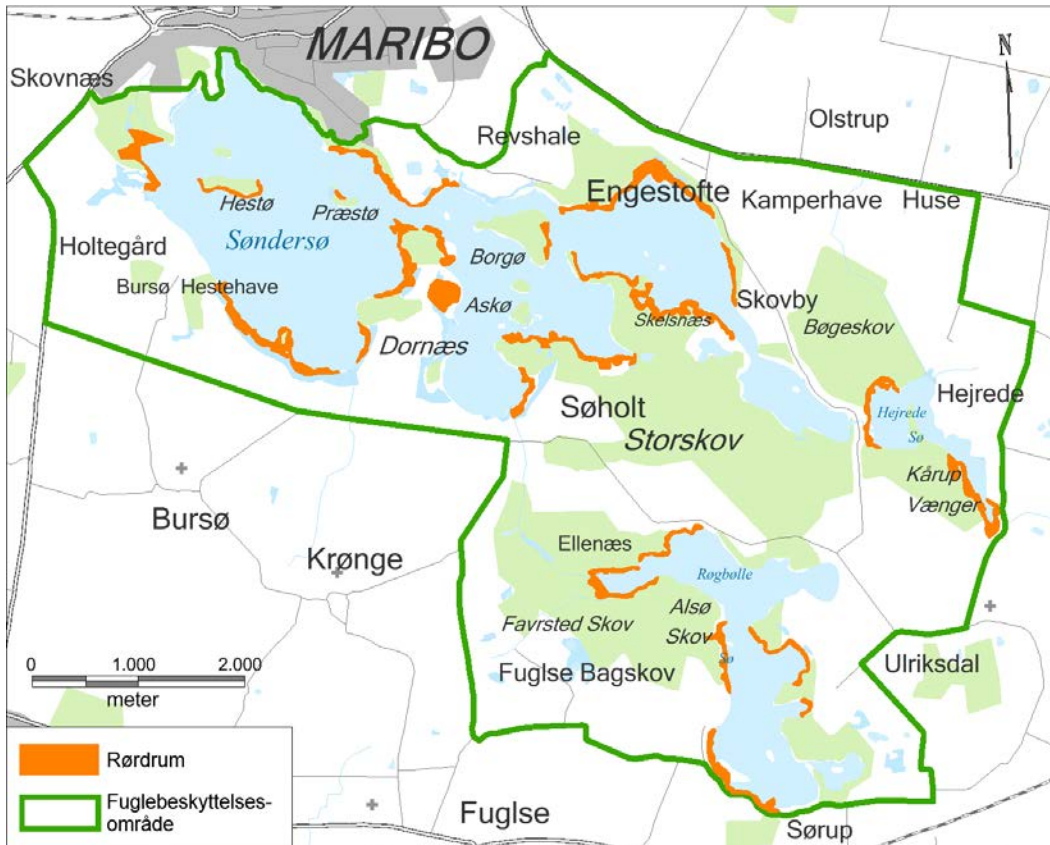 MARIBO
N
Skovnæs
Olstrup
Revshale
Engestofte
Kamperhave Huse
Hestø
Præstø
Søndersø
Holtegård
Borgø
Bursø Hestehave
Skovby
Askø
Skelsnæs
Bøgeskov
Dornæs
Hejrede
Søholt
Hejrede
Sø
Storskov
Kårup
Vænger
Bursø
Ellenæs
Krønge
Røgbølle
Alsø
Favrsted Skov
Skov
Sø
Ulriksdal
Fuglse Bagskov
0 1.000 2.000
meter
Rørdrum
Fuglebeskyttelses-
område
Fuglse
Sørup